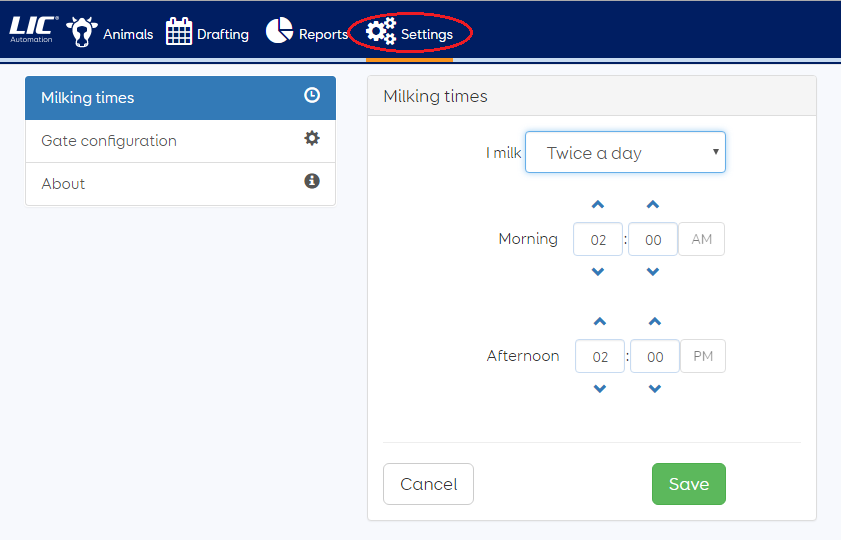 LIC®
Automation
Animals
Drafting
Reports
Settings
Milking times
Gate configuration
About
Milking times
I milk Twice a day
Morning 02 : 00 AM
Afternoon 02 : 00 PM
Cancel Save